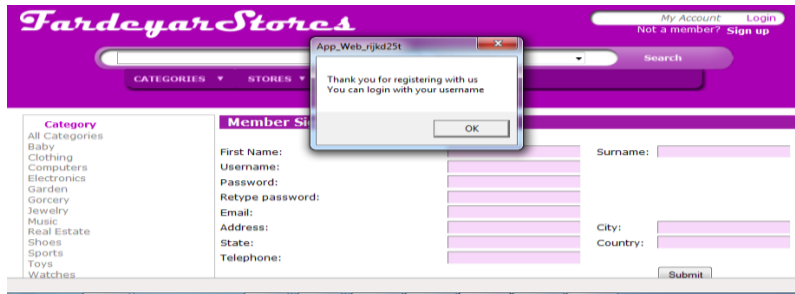 FardeyarStores
My Account Login
Not a member? Sign up
Search
CATEGORIES ▼ STORES ▼
App_Web_rijkd25t
Thank you for registering with us
You can login with your username
OK
Category
All Categories
Baby
Clothing
Computers
Electronics
Garden
Gorcery
Jewelry
Music
Real Estate
Shoes
Sports
Toys
Watches
Member Si
First Name:
Surname:
Username:
Password:
Retype password:
Email:
Address:
City:
State:
Country:
Telephone:
Submit